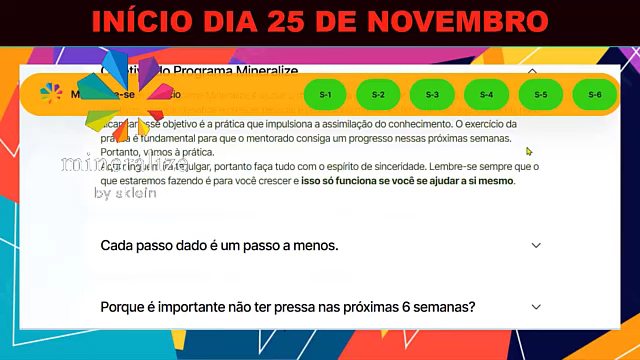 INÍCIO DIA 25 DE NOVEMBRO
do Programa Mineralize
S-1 S-2 S-3 S-4 S-5 S-6
esse objetivo é a prática que impulsiona a assimilação do conhecimento. O exercício da
é fundamental para que o mentorado consiga um progresso nessas próximas semanas.
Portanto, vamos à prática.
julgar, portanto faça tudo com o espírito de sinceridade. Lembre-se sempre que o
que estaremos fazendo é para você crescer e isso só funciona se você se ajudar a si mesmo.
mineralize
by sklein
Cada passo dado é um passo a menos.
Porque é importante não ter pressa nas próximas 6 semanas?